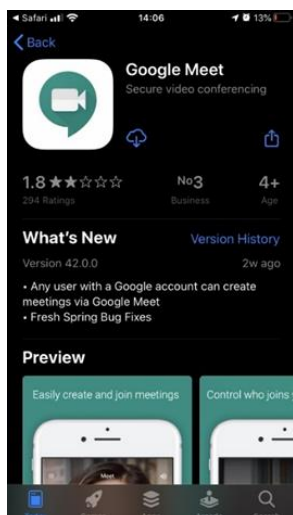 Safari 14:06 13%
Back
Google Meet
Secure video conferencing
1.8 No3 4+
294 Ratings Business Age
What's New Version History
Version 42.0.0 2w ago
• Any user with a Google account can create
meetings via Google Meet
• Fresh Spring Bug Fixes
Preview
Easily create and join meetings Control who joins
Meet